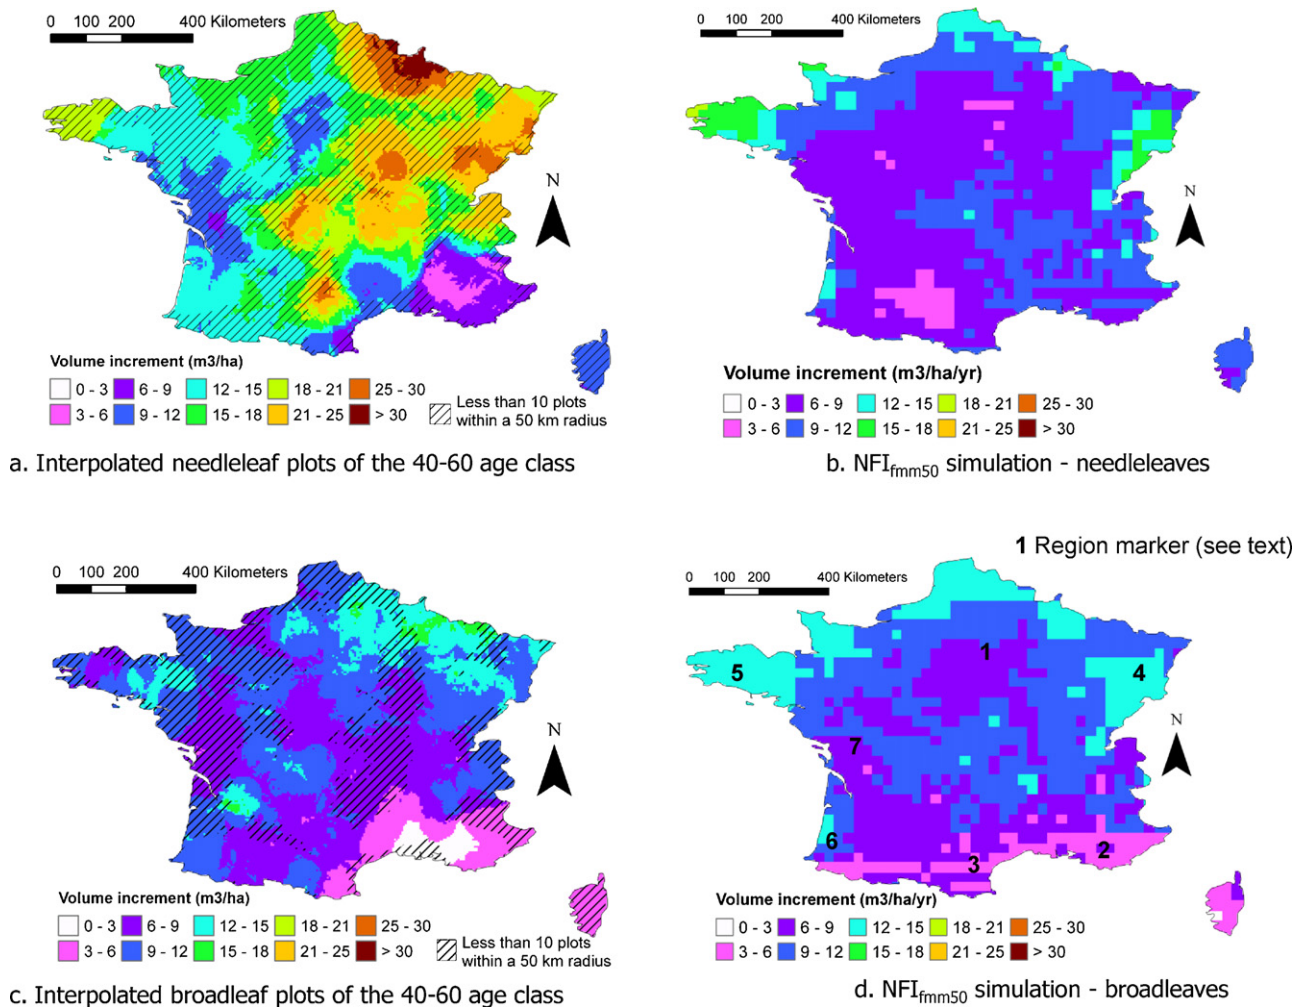 0 100 200 400 Kilometers
N
Volume increment (m3/ha)
0 - 3 6 - 9 12 - 15 18 - 21 25 - 30
3 - 6 9 - 12 15 - 18 21 - 25 > 30
Less than 10 plots
within a 50 km radius
a. Interpolated needleleaf plots of the 40-60 age class
0 100 200 400 Kilometers
N
Volume increment (m3/ha/yr)
0 - 3 6 - 9 12 - 15 18 - 21 25 - 30
3 - 6 9 - 12 15 - 18 21 - 25 > 30
b. NFIfmm50 simulation - needleleaves
0 100 200 400 Kilometers
N
Volume increment (m3/ha)
0 - 3 6 - 9 12 - 15 18 - 21 25 - 30
3 - 6 9 - 12 15 - 18 21 - 25 > 30
Less than 10 plots
within a 50 km radius
c. Interpolated broadleaf plots of the 40-60 age class
1 Region marker (see text)
0 100 200 400 Kilometers
1
5
4
N
7
6
2
3
Volume increment (m3/ha/yr)
0 - 3 6 - 9 12 - 15 18 - 21 25 - 30
3 - 6 9 - 12 15 - 18 21 - 25 > 30
d. NFIfmm50 simulation - broadleaves